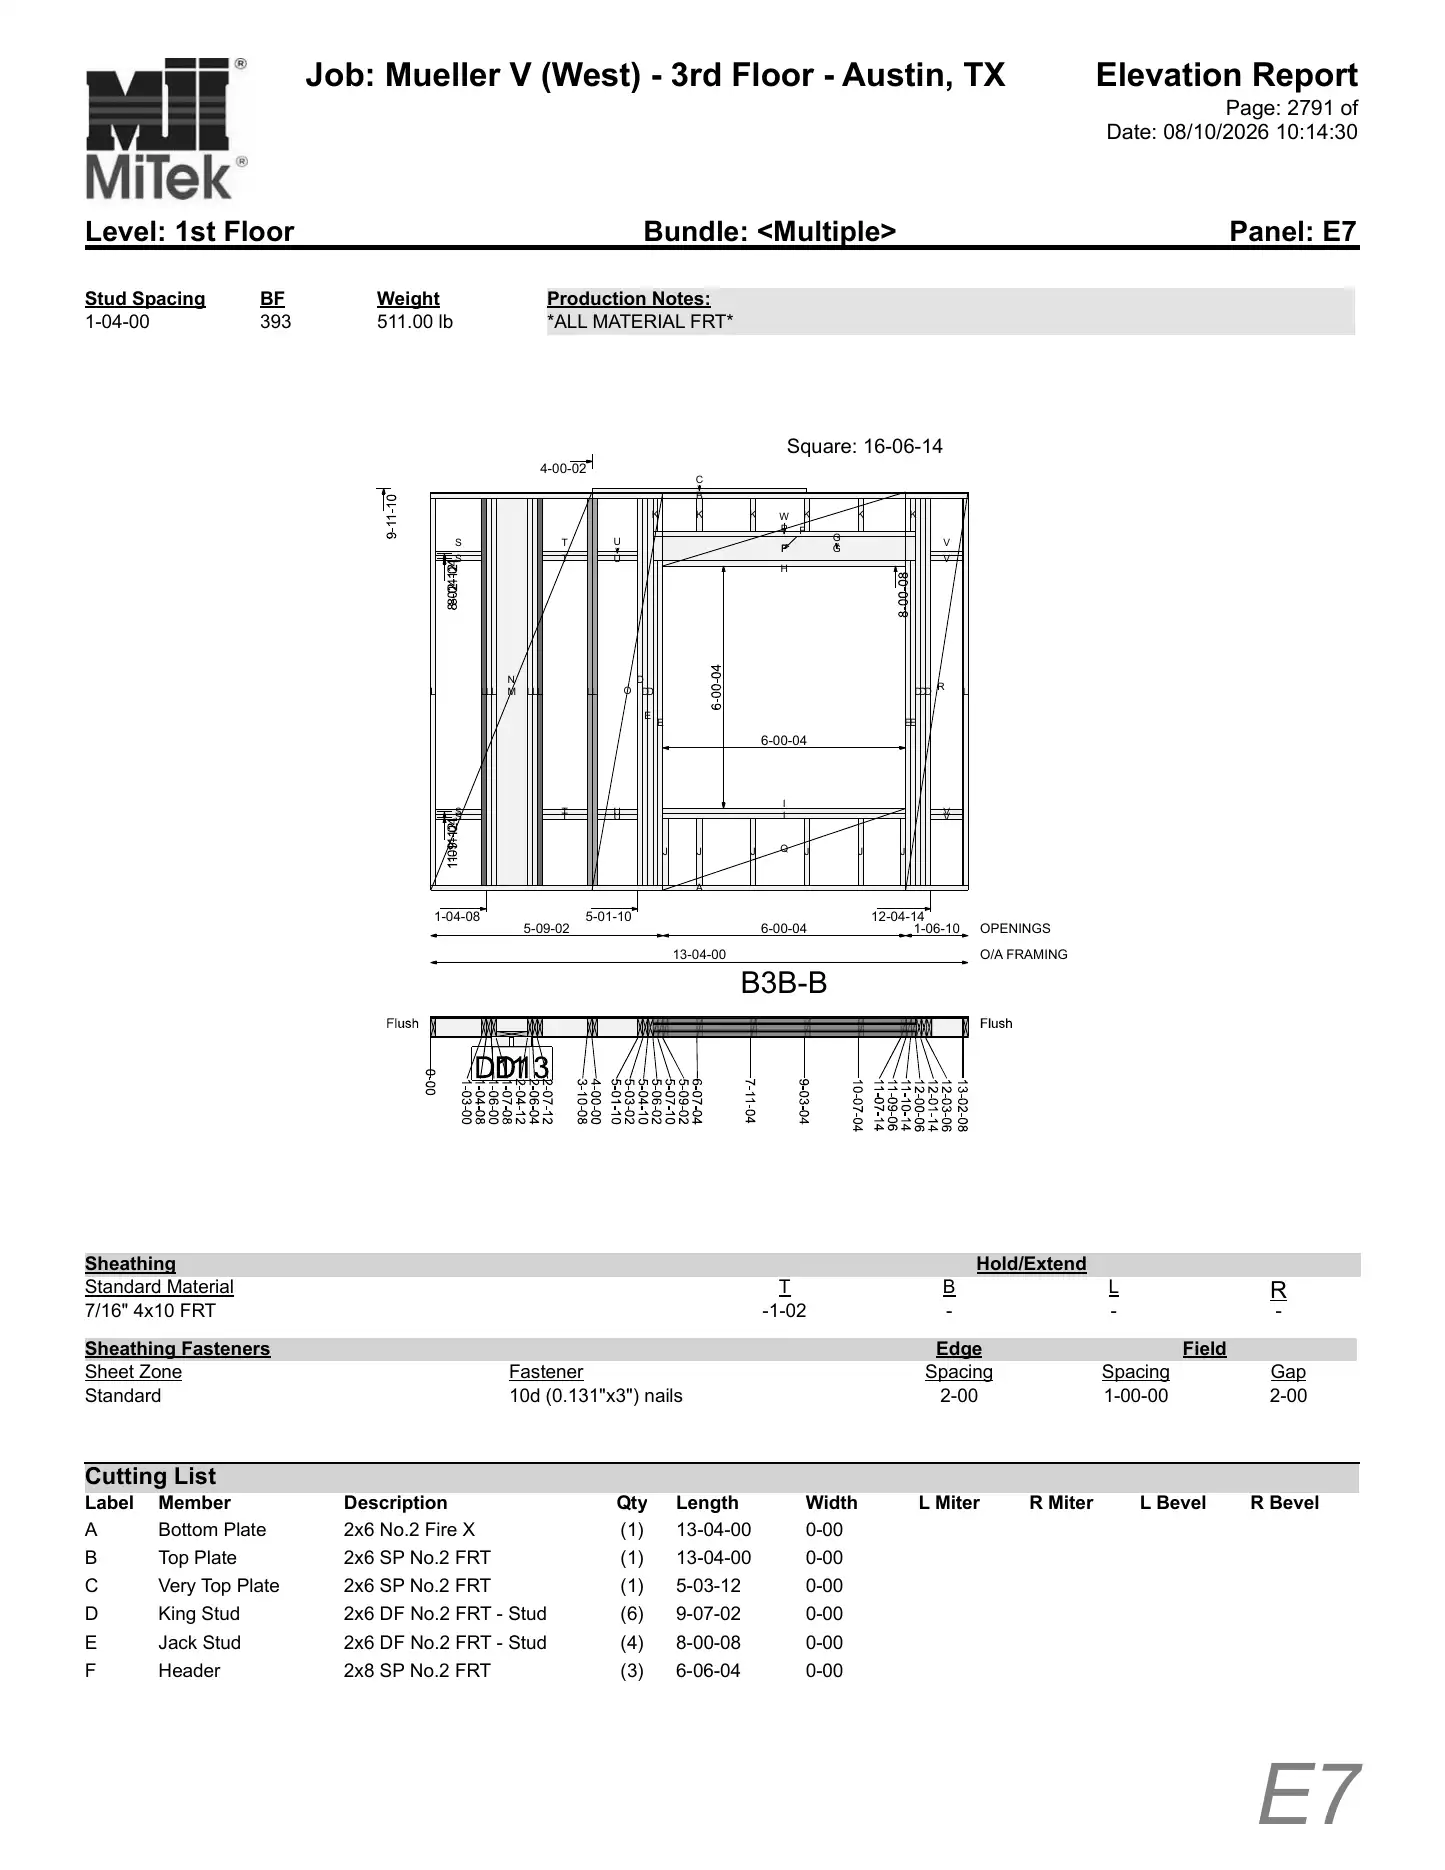 MiTek®
Job: Mueller V (West) - 3rd Floor - Austin, TX
Elevation Report
Page: 2791 of
Date: 08/10/2026 10:14:30
Level: 1st Floor Bundle: <Multiple> Panel: E7
Stud Spacing BF Weight Production Notes:
1-04-00 393 511.00 lb *ALL MATERIAL FRT*
Square: 16-06-14
4-00-02
C
9-11-10
K K K W K K K
S T U G V
F G
H
8-00-08
N D R
L M L O D D L
E E
6-00-04
6-00-04
I
J J J Q J J J
A
1-04-08 5-01-10 12-04-14
5-09-02 6-00-04 1-06-10 OPENINGS
13-04-00 O/A FRAMING
B3B-B
Flush Flush
0-00 1-03-00 1-04-08 1-06-00 1-07-08 2-04-12 2-06-04 2-07-12 3-10-08 4-00-00 5-01-10 5-03-02 5-04-10 5-06-02 5-07-10 5-09-02 6-07-04 7-11-04 9-03-04 10-07-04 11-07-14 11-09-06 11-10-14 12-00-06 12-01-14 12-03-06 13-02-08
Sheathing Hold/Extend
Standard Material T B L R
7/16" 4x10 FRT -1-02 - - -
Sheathing Fasteners Edge Field
Sheet Zone Fastener Spacing Spacing Gap
Standard 10d (0.131"x3") nails 2-00 1-00-00 2-00
Cutting List
Label Member Description Qty Length Width L Miter R Miter L Bevel R Bevel
A Bottom Plate 2x6 No.2 Fire X (1) 13-04-00 0-00
B Top Plate 2x6 SP No.2 FRT (1) 13-04-00 0-00
C Very Top Plate 2x6 SP No.2 FRT (1) 5-03-12 0-00
D King Stud 2x6 DF No.2 FRT - Stud (6) 9-07-02 0-00
E Jack Stud 2x6 DF No.2 FRT - Stud (4) 8-00-08 0-00
F Header 2x8 SP No.2 FRT (3) 6-06-04 0-00
E7